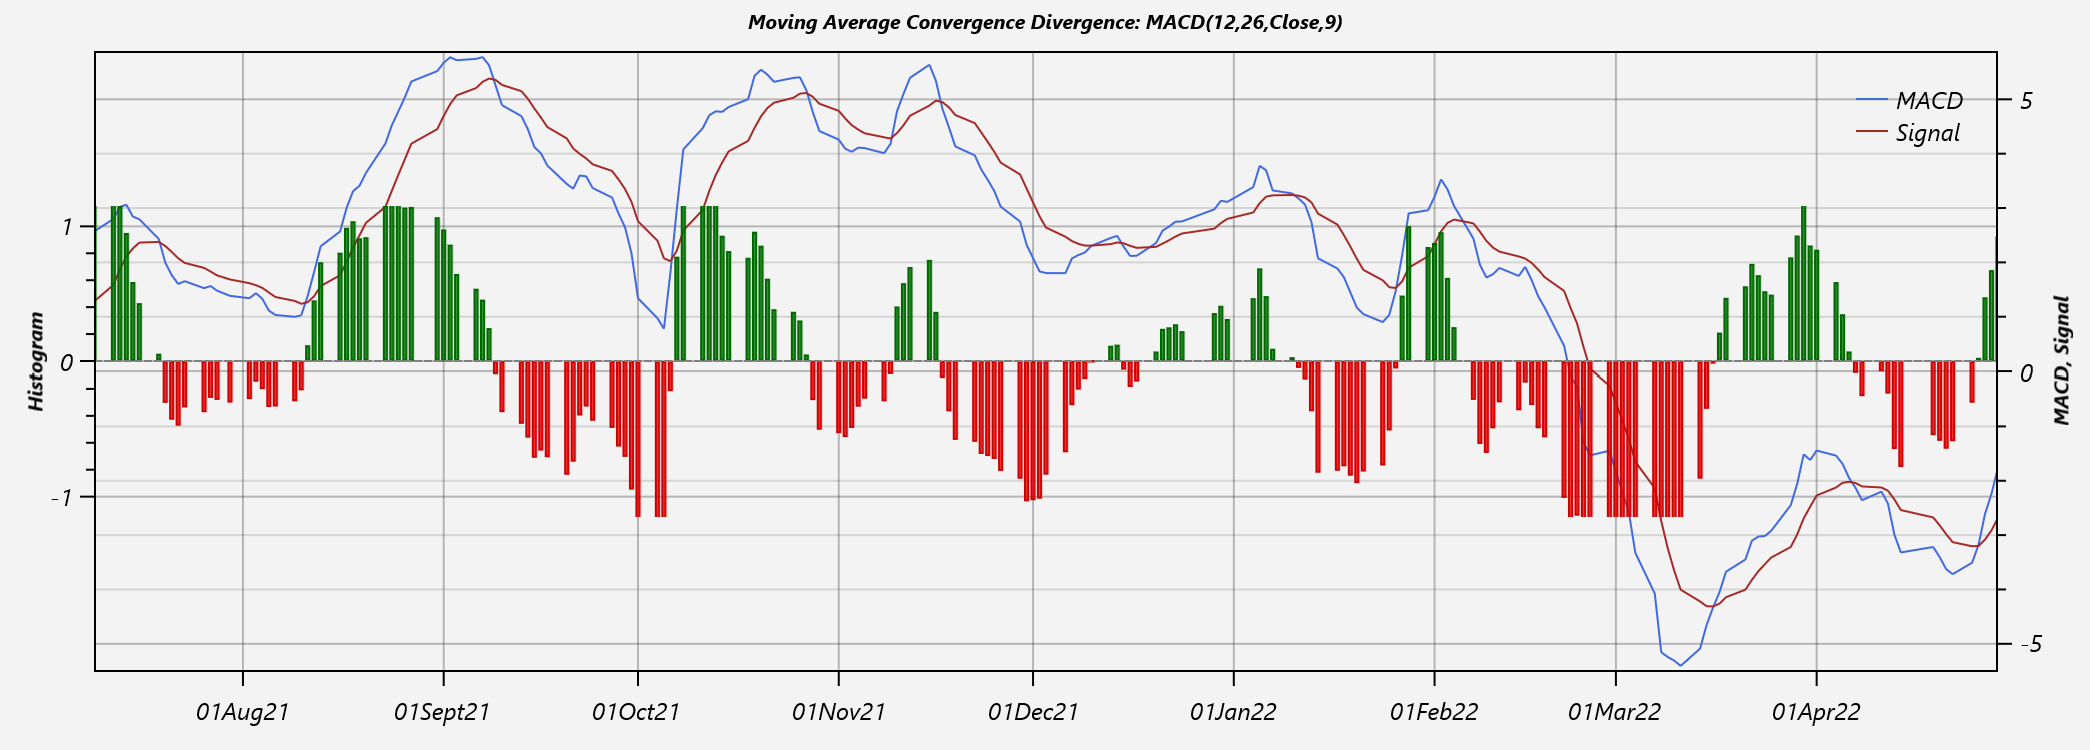 Moving Average Convergence Divergence: MACD(12,26,Close,9)
MACD
Signal
Histogram
1
0
-1
5
0
-5
MACD, Signal
01Aug21
01Sept21
01Oct21
01Nov21
01Dec21
01Jan22
01Feb22
01Mar22
01Apr22